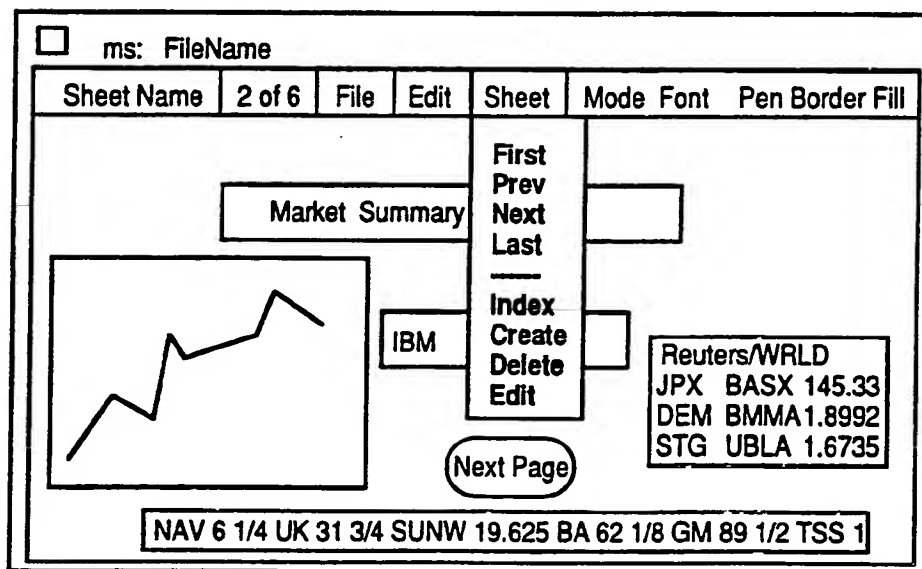 ms: FileName
Sheet Name 2 of 6 File Edit Sheet Mode Font Pen Border Fill
First
Prev
Market Summary Next
Last
Index
IBM Create
Delete
Edit
Reuters/WRLD
JPX BASX 145.33
DEM BMMA 1.8992
STG UBLA 1.6735
Next Page
NAV 6 1/4 UK 31 3/4 SUNW 19.625 BA 62 1/8 GM 89 1/2 TSS 1